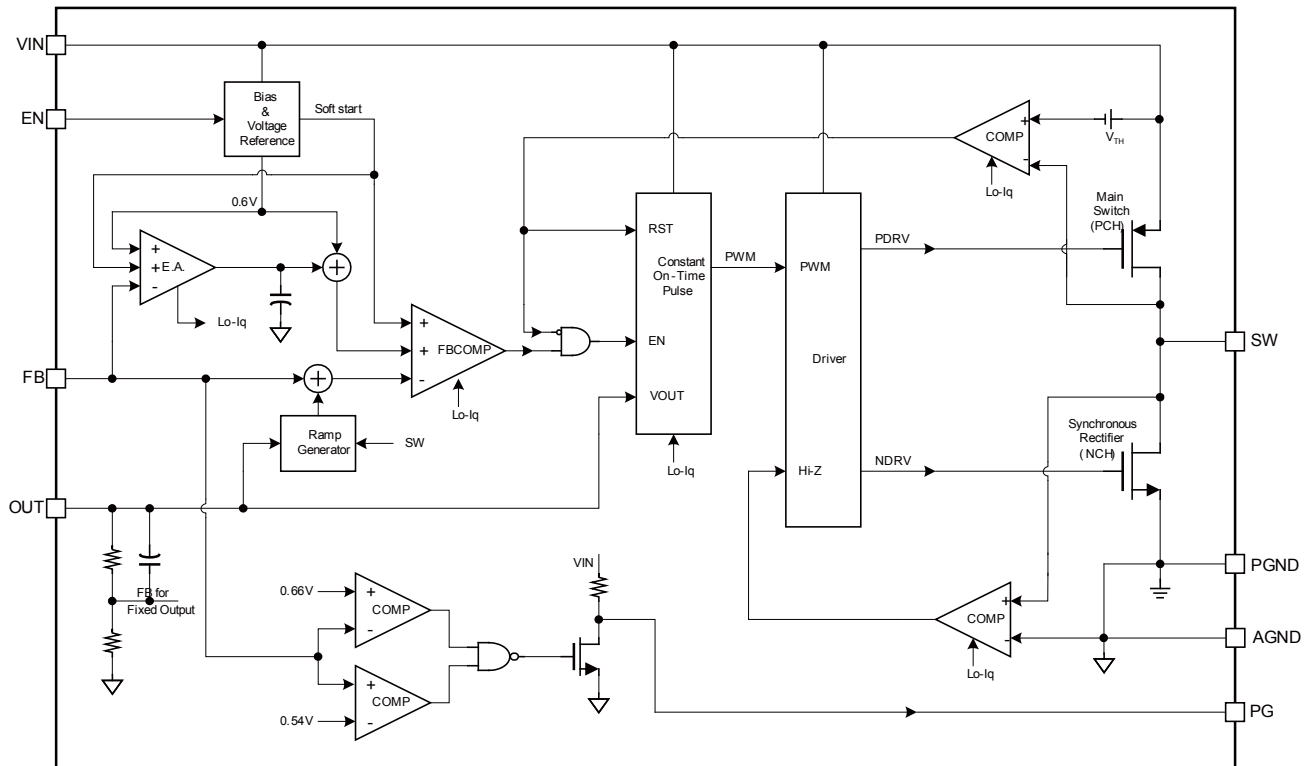 VIN
EN
Bias
&
Voltage
Reference
Soft start
COMP
+
-
VTH
Lo-Iq
0.6V
Main
Switch
(PCH)
+
+
-
E.A.
+
Lo-Iq
RST
Constant
On-Time
Pulse
EN
VOUT
PWM
PWM
Driver
Hi-Z
PDRV
NDRV
+
+
-
FBCOMP
Lo-Iq
Lo-Iq
SW
FB
+
Ramp
Generator
SW
Synchronous
Rectifier
(NCH)
OUT
FB for
Fixed Output
VIN
0.66V
+
-
COMP
+
-
COMP
0.54V
+
-
COMP
Lo-Iq
PGND
AGND
PG